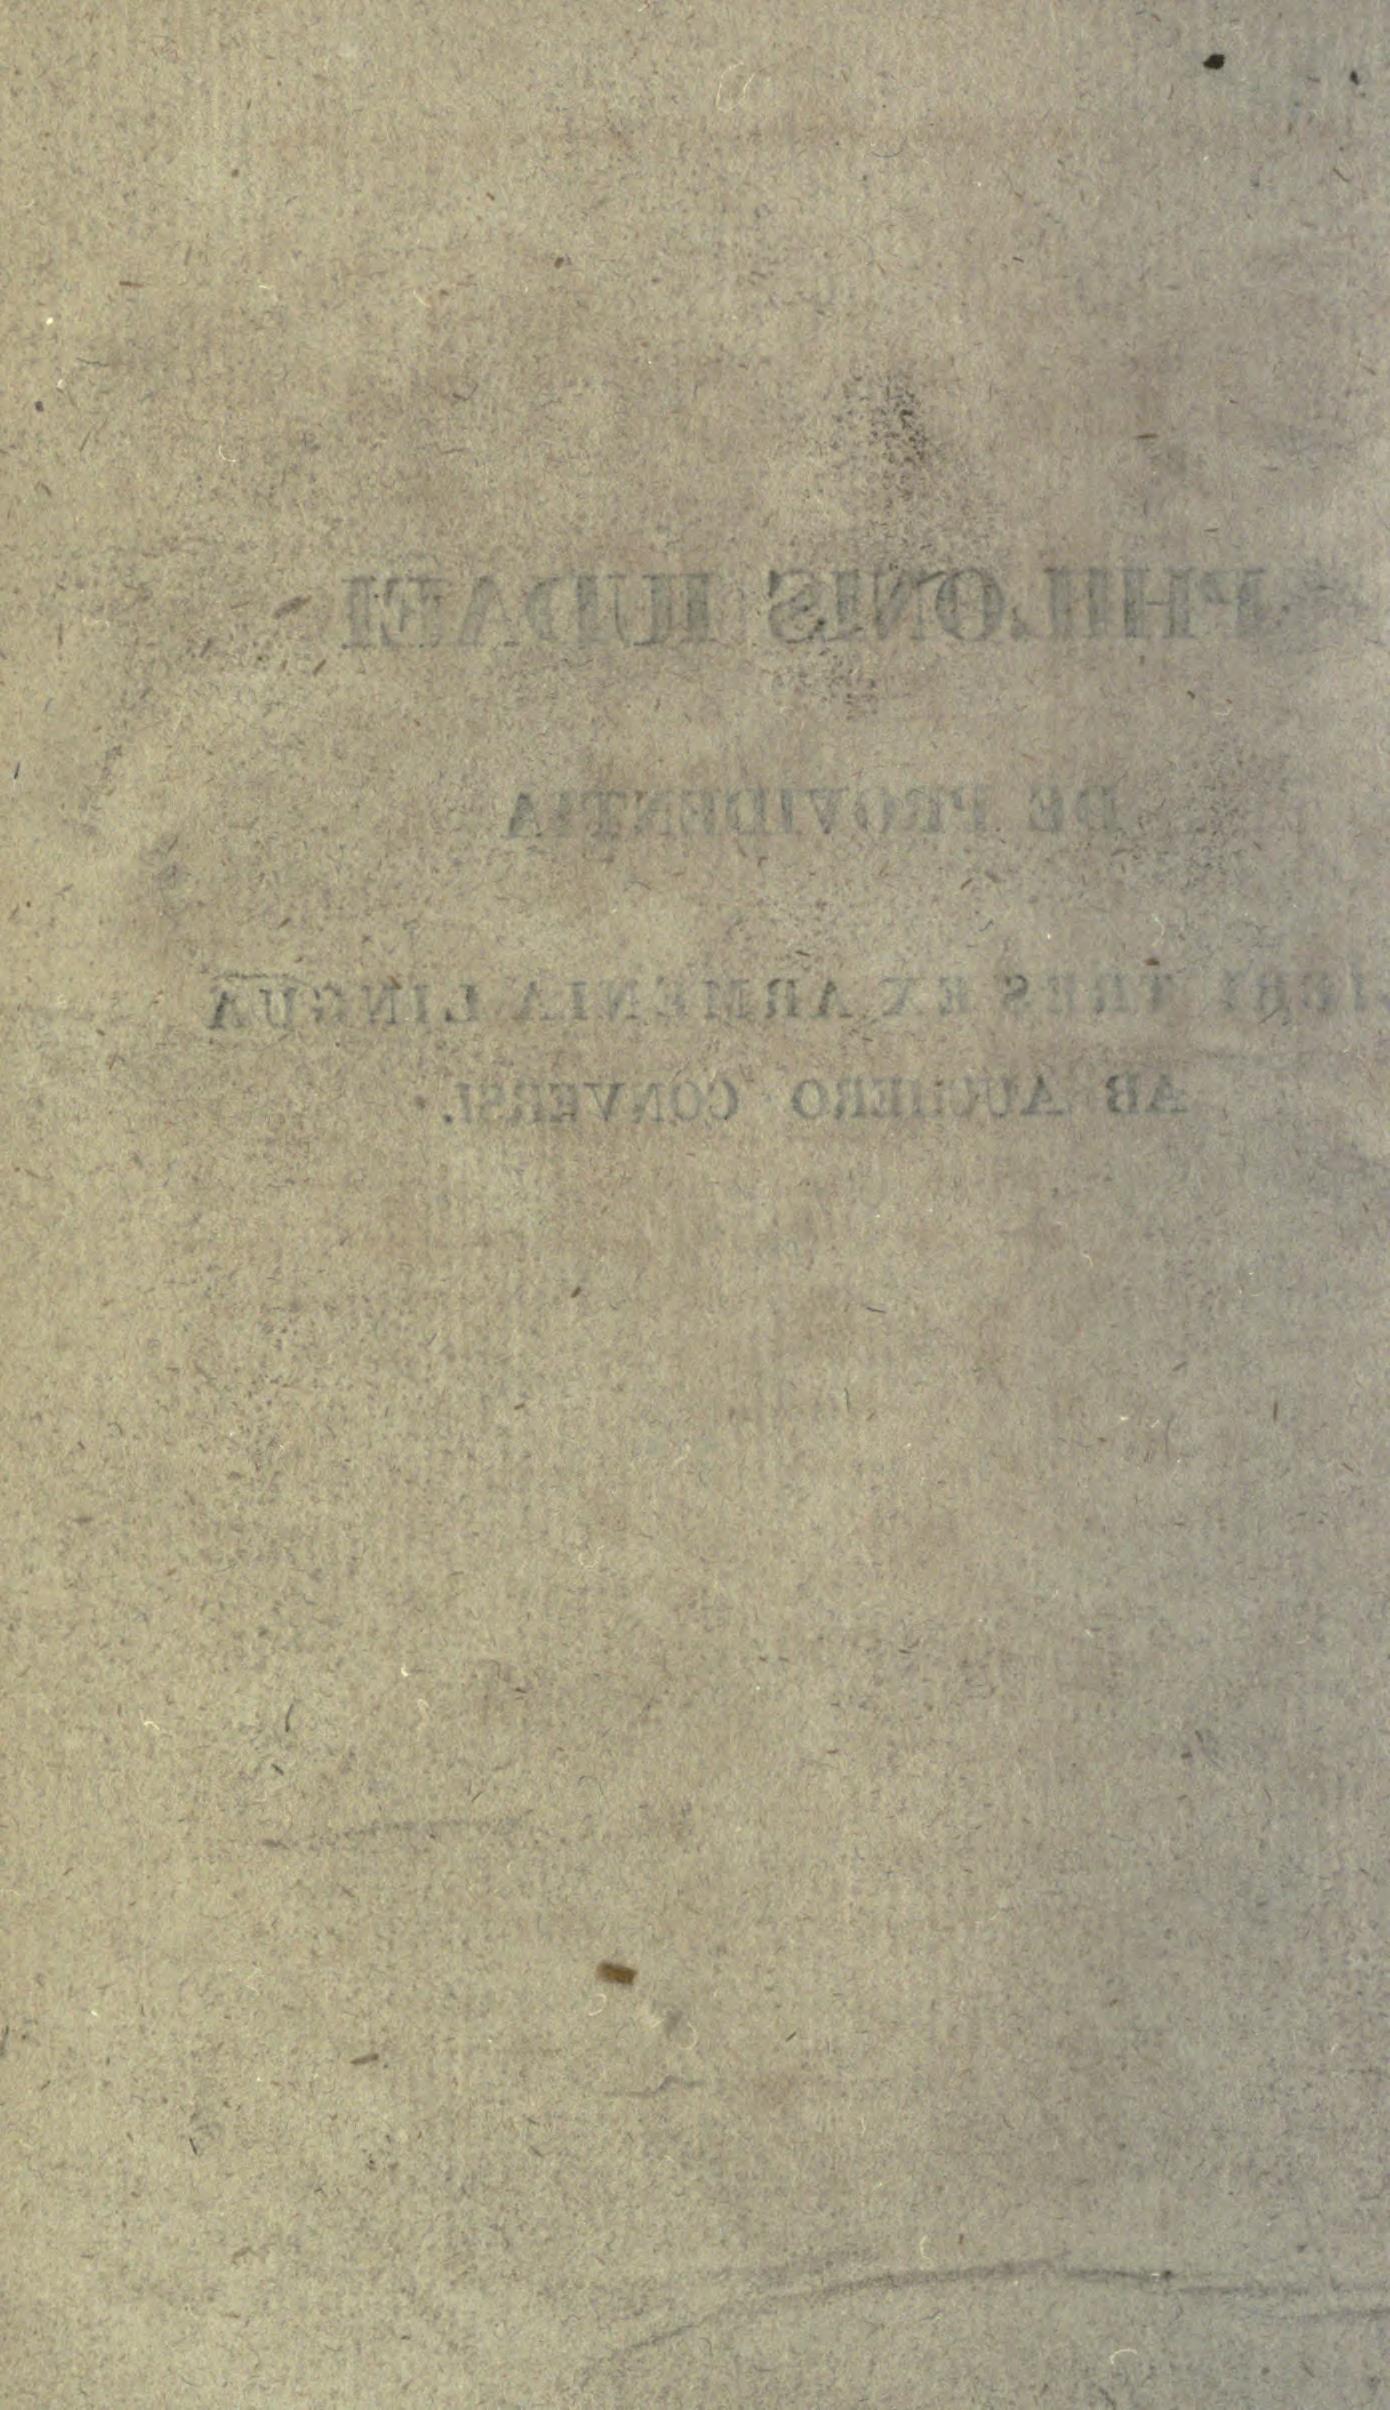 PHILONIS IUDAEI
DE PROVIDENTIA
TRES EX ARMENIA LINGUA
AB AUCHERO CONVERSI.